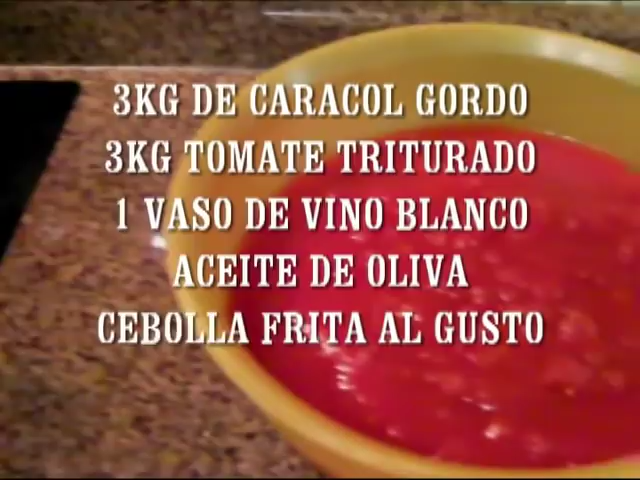 3KG DE CARACOL GORDO
3KG TOMATE TRITURADO
1 VASO DE VINO BLANCO
ACEITE DE OLIVA
CEBOLLA FRITA AL GUSTO